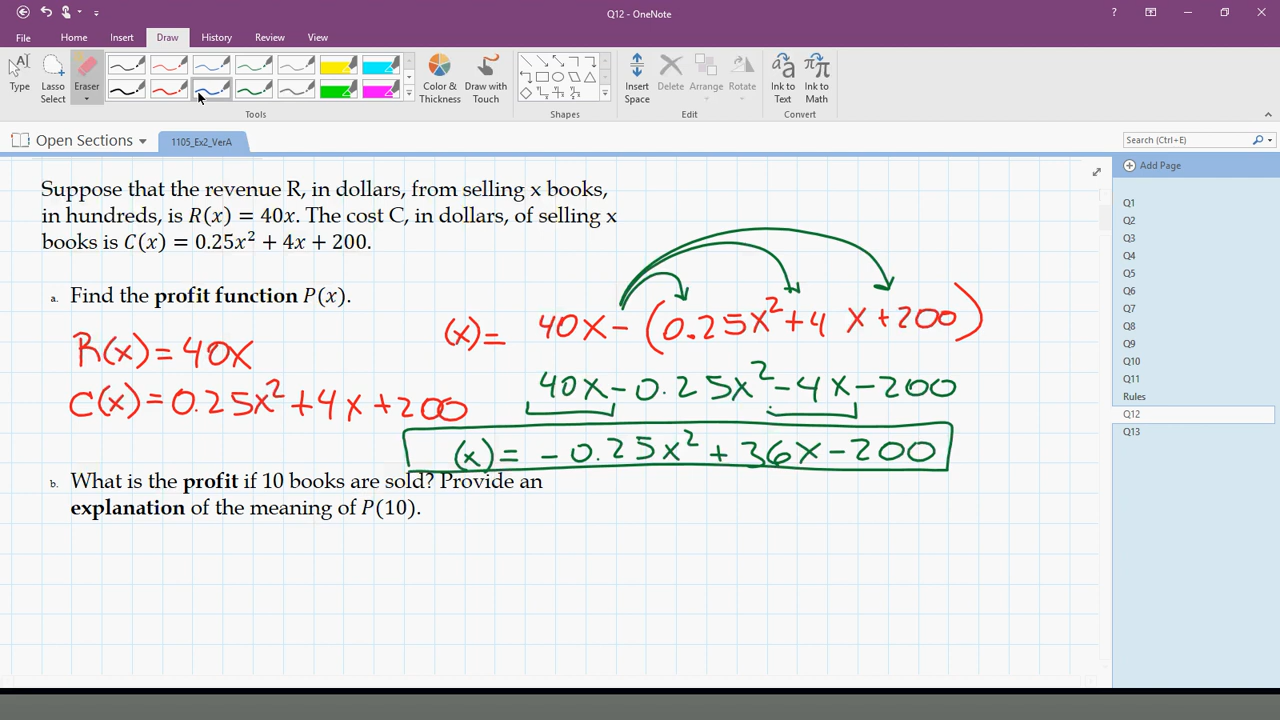 Q12 - OneNote
File Home Insert Draw History Review View
Type Lasso Select Eraser Color & Thickness Draw with Touch Insert Space Delete Arrange Rotate Ink to Text Ink to Math
Tools Shapes Edit Convert
Open Sections 1105_Ex2_VerA Search (Ctrl+E)
Add Page
Suppose that the revenue R, in dollars, from selling x books,
in hundreds, is R(x) = 40x. The cost C, in dollars, of selling x
books is C(x) = 0.25x² + 4x + 200.
a. Find the profit function P(x).
(x) = 40x - (0.25x² + 4 x + 200)
R(x) = 40x
40x - 0.25x² - 4x - 200
C(x) = 0.25x² + 4x + 200
(x) = - 0.25x² + 36x - 200
b. What is the profit if 10 books are sold? Provide an
explanation of the meaning of P(10).
Q1
Q2
Q3
Q4
Q5
Q6
Q7
Q8
Q9
Q10
Q11
Rules
Q12
Q13